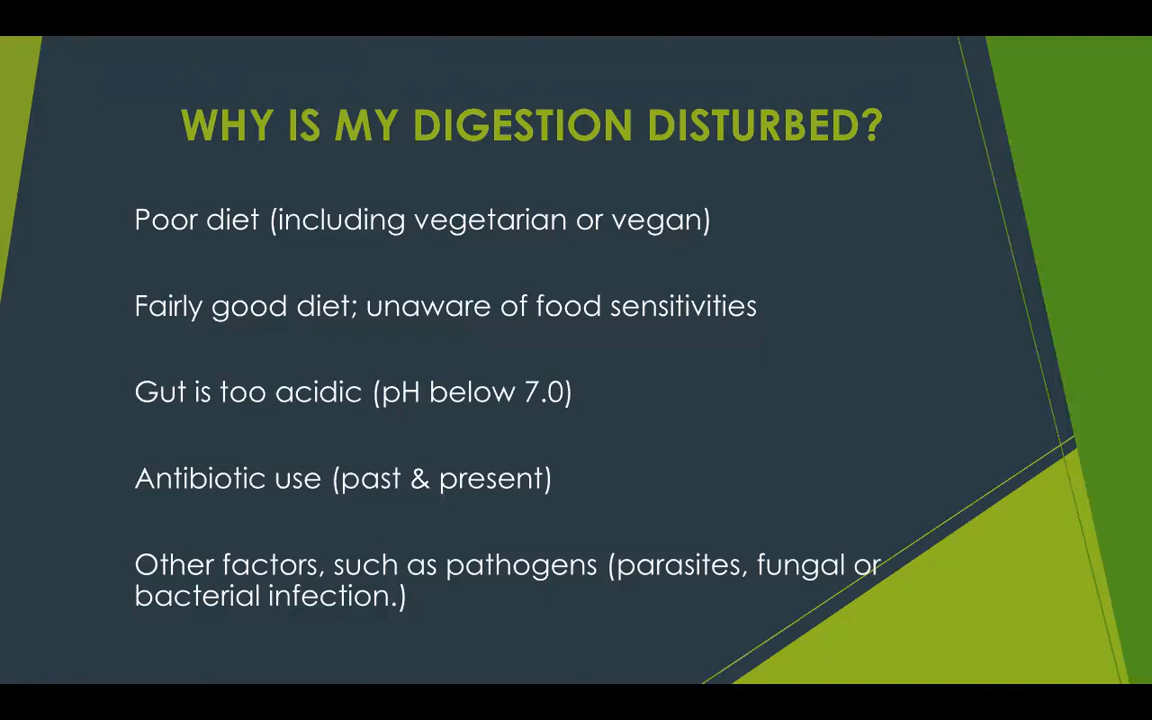 WHY IS MY DIGESTION DISTURBED?
Poor diet (including vegetarian or vegan)
Fairly good diet; unaware of food sensitivities
Gut is too acidic (pH below 7.0)
Antibiotic use (past & present)
Other factors, such as pathogens (parasites, fungal or
bacterial infection.)